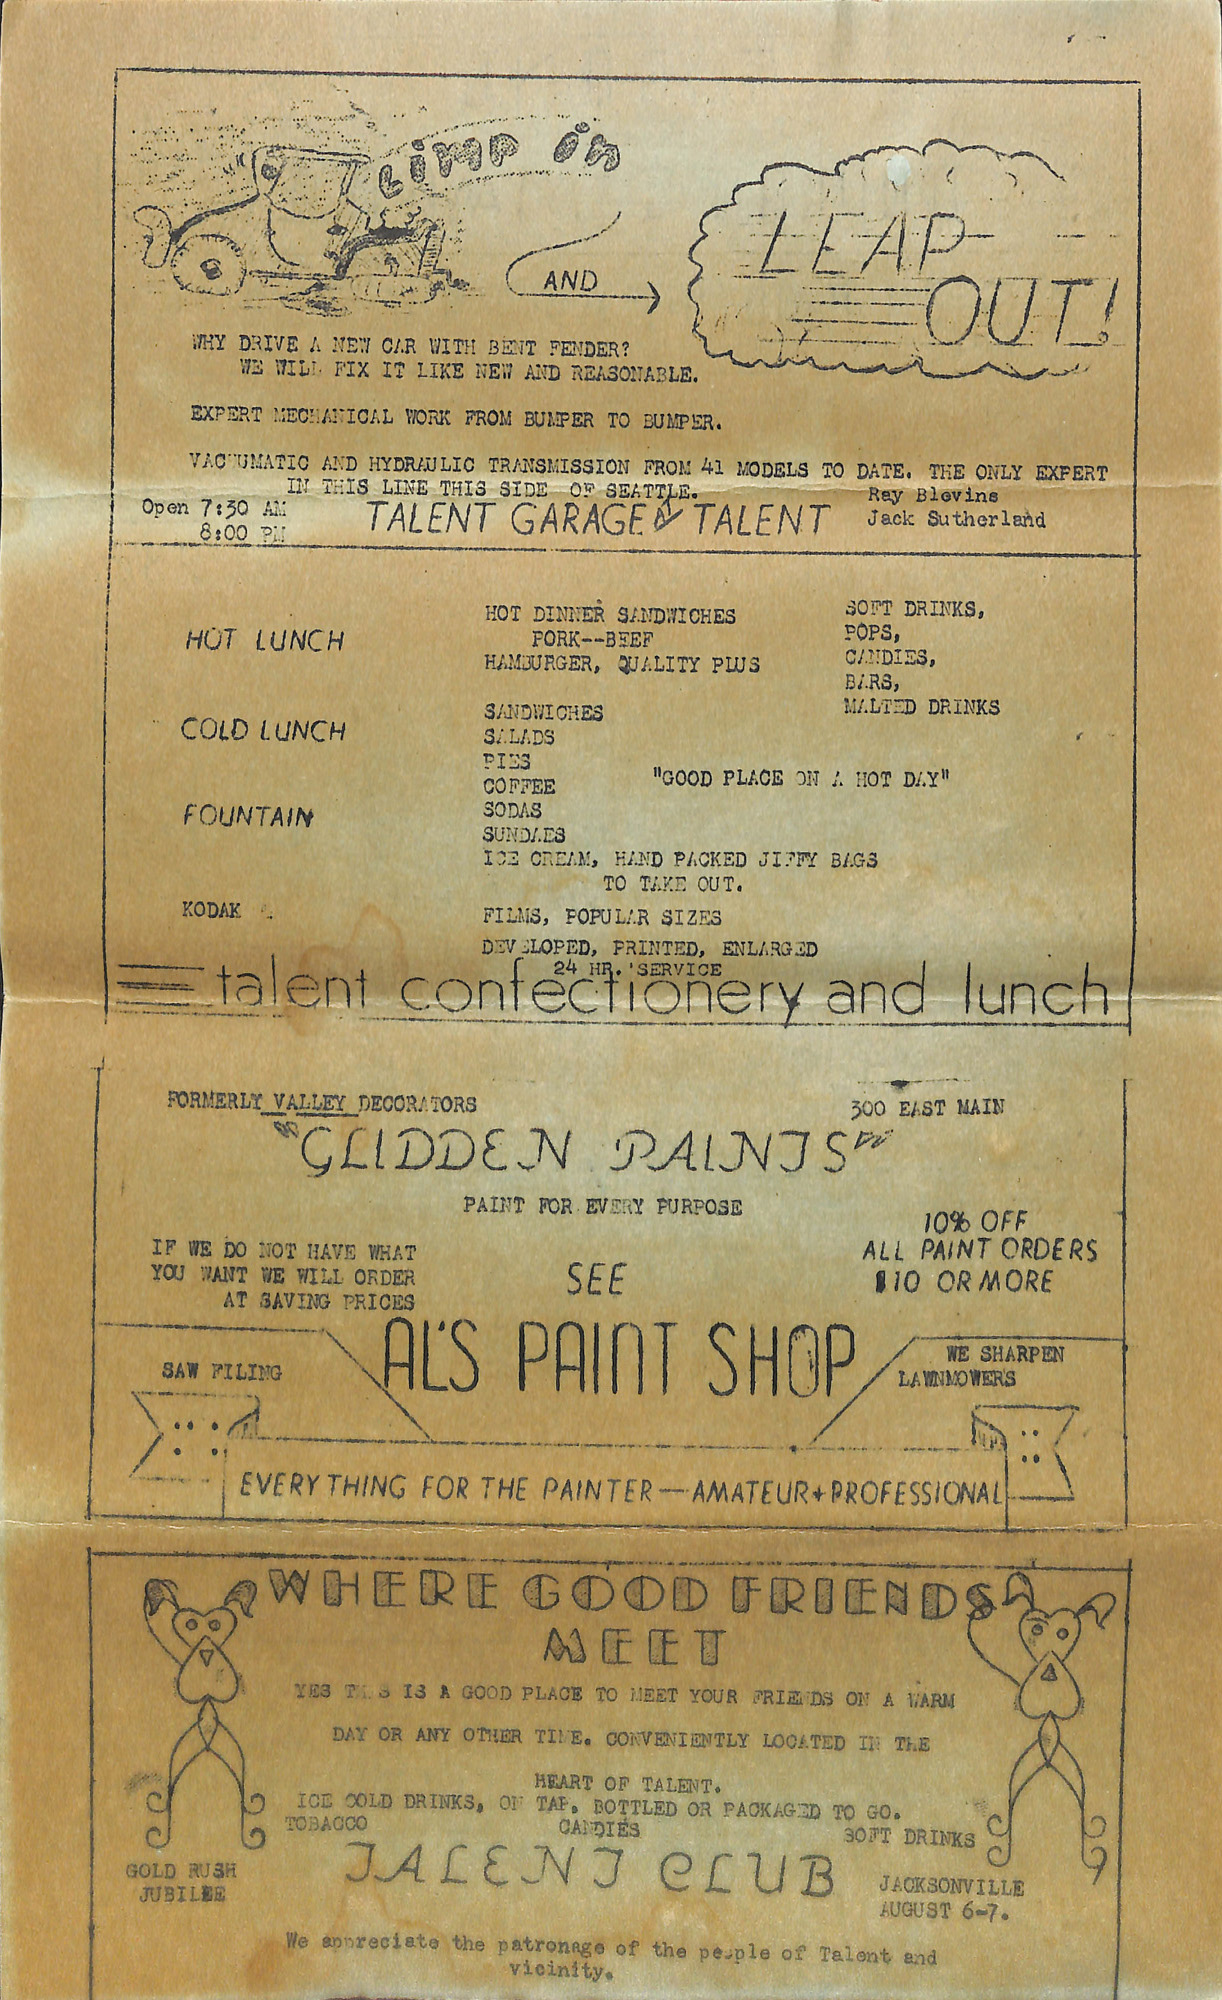 Limp in
AND
LEAP
OUT!
WHY DRIVE A NEW CAR WITH BENT FENDER?
WE WILL FIX IT LIKE NEW AND REASONABLE.
EXPERT MECHANICAL WORK FROM BUMPER TO BUMPER.
VACUUMATIC AND HYDRAULIC TRANSMISSION FROM 41 MODELS TO DATE. THE ONLY EXPERT
IN THIS LINE THIS SIDE OF SEATTLE.
Ray Blevins
Open 7:30 AM
8:00 PM
TALENT GARAGE TALENT
Jack Sutherland
HOT LUNCH
HOT DINNER SANDWICHES
PORK--BEEF
HAMBURGER, QUALITY PLUS
SOFT DRINKS,
POPS,
CANDIES,
BARS,
MALTED DRINKS
COLD LUNCH
SANDWICHES
SALADS
PIES
COFFEE
"GOOD PLACE ON A HOT DAY"
FOUNTAIN
SODAS
SUNDAES
ICE CREAM, HAND PACKED JIFFY BAGS
TO TAKE OUT.
KODAK
FILMS, POPULAR SIZES
DEVELOPED, PRINTED, ENLARGED
24 HR. SERVICE
talent confectionery and lunch
FORMERLY VALLEY DECORATORS
300 EAST MAIN
"GLIDDEN PAINTS"
PAINT FOR EVERY PURPOSE
IF WE DO NOT HAVE WHAT
YOU WANT WE WILL ORDER
AT SAVING PRICES
SEE
10% OFF
ALL PAINT ORDERS
$10 OR MORE
AL'S PAINT SHOP
SAW FILING
WE SHARPEN
LAWNMOWERS
EVERYTHING FOR THE PAINTER—AMATEUR+PROFESSIONAL
WHERE GOOD FRIENDS
MEET
YES THIS IS A GOOD PLACE TO MEET YOUR FRIENDS ON A WARM
DAY OR ANY OTHER TIME. CONVENIENTLY LOCATED IN THE
HEART OF TALENT.
ICE COLD DRINKS, ON TAP, BOTTLED OR PACKAGED TO GO.
TOBACCO
CANDIES
SOFT DRINKS
TALENT CLUB
GOLD RUSH
JUBILEE
JACKSONVILLE
AUGUST 6-7.
We appreciate the patronage of the people of Talent and
vicinity.